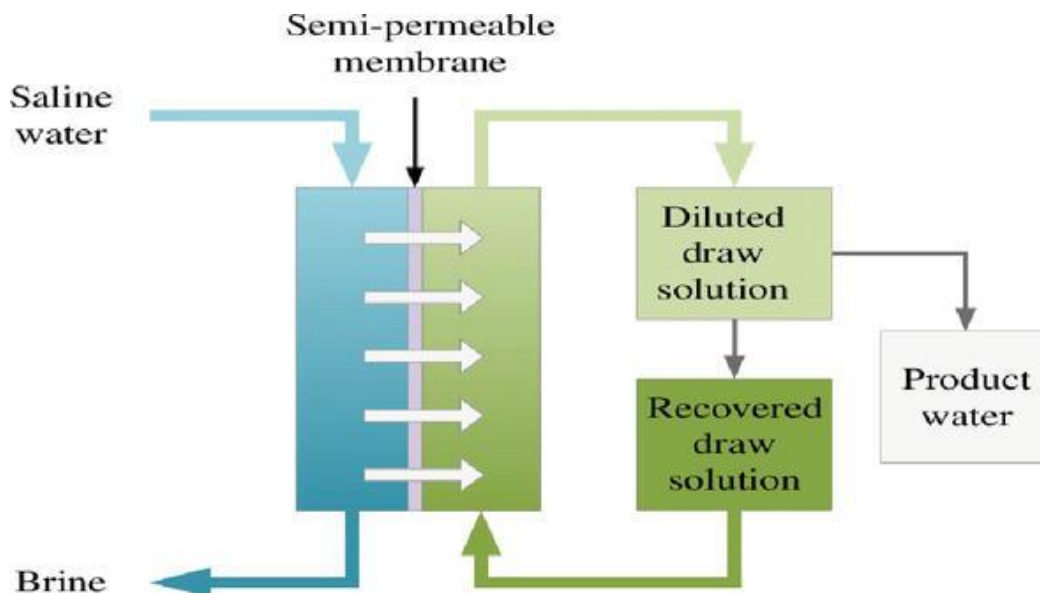 Semi-permeable
membrane
Saline
water
Diluted
draw
solution
Product
water
Recovered
draw
solution
Brine